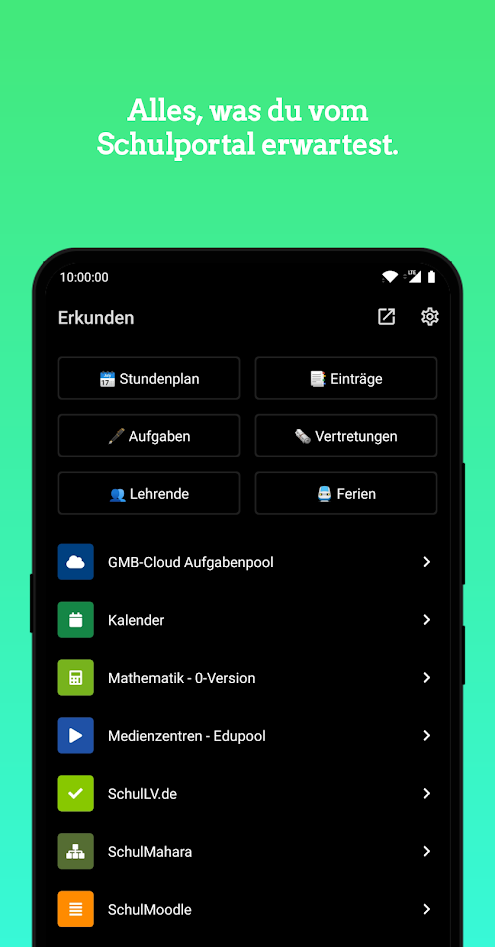 Alles, was du vom
Schulportal erwartest.
10:00:00
LTE
Erkunden
Stundenplan
Einträge
Aufgaben
Vertretungen
Lehrende
Ferien
GMB-Cloud Aufgabenpool
Kalender
Mathematik - 0-Version
Medienzentren - Edupool
SchulLV.de
SchulMahara
SchulMoodle